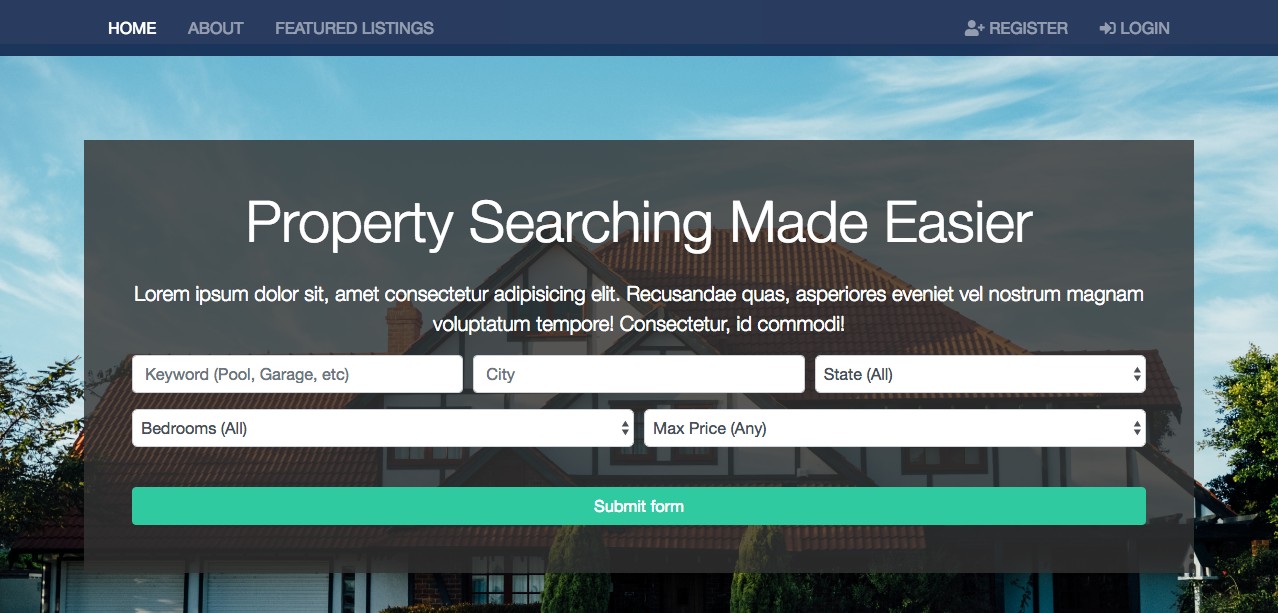 HOME ABOUT FEATURED LISTINGS REGISTER LOGIN
Property Searching Made Easier
Lorem ipsum dolor sit, amet consectetur adipisicing elit. Recusandae quas, asperiores eveniet vel nostrum magnam
voluptatum tempore! Consectetur, id commodi!
Keyword (Pool, Garage, etc) City State (All)
Bedrooms (All) Max Price (Any)
Submit form